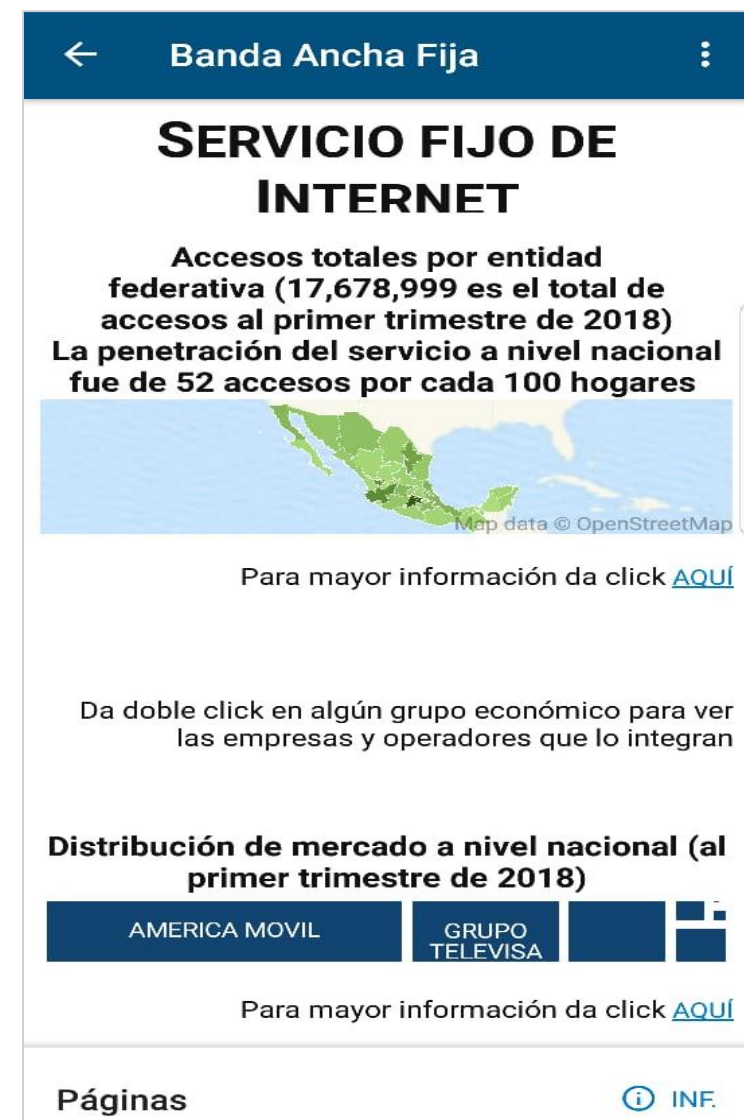 Banda Ancha Fija
SERVICIO FIJO DE
INTERNET
Accesos totales por entidad
federativa (17,678,999 es el total de
accesos al primer trimestre de 2018)
La penetración del servicio a nivel nacional
fue de 52 accesos por cada 100 hogares
Map data © OpenStreetMap
Para mayor información da click AQUÍ
Da doble click en algún grupo económico para ver
las empresas y operadores que lo integran
Distribución de mercado a nivel nacional (al
primer trimestre de 2018)
AMERICA MOVIL
GRUPO
TELEVISA
Para mayor información da click AQUÍ
Páginas
INF.